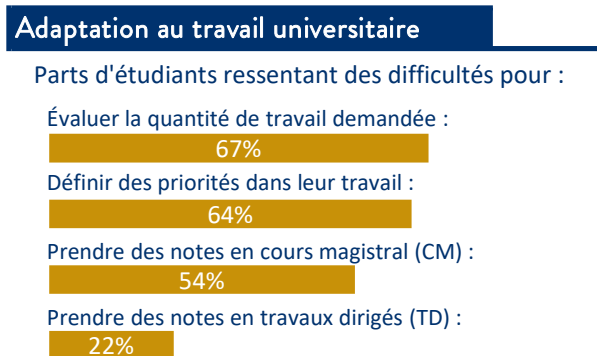 Adaptation au travail universitaire
Parts d'étudiants ressentant des difficultés pour :
Évaluer la quantité de travail demandée :
67%
Définir des priorités dans leur travail :
64%
Prendre des notes en cours magistral (CM) :
54%
Prendre des notes en travaux dirigés (TD) :
22%